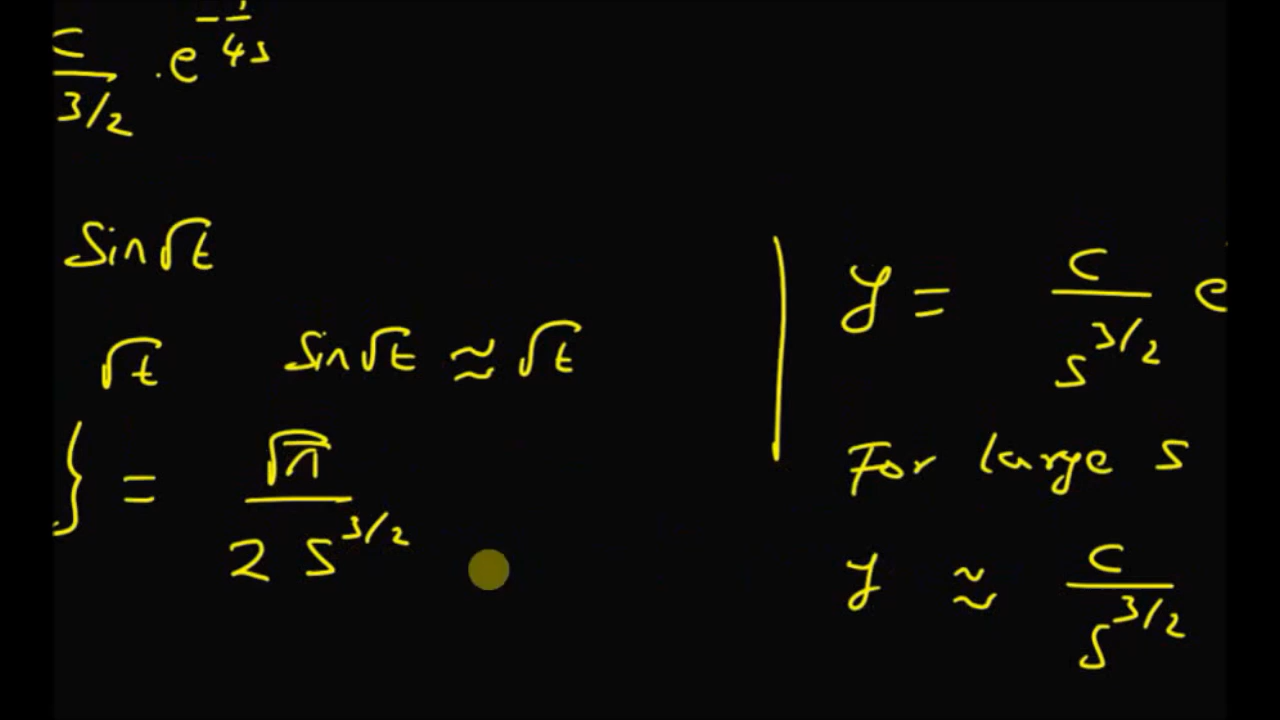 c/3/2 . e^-1/4s
Sin√t
√t sin√t ≈ √t
} = √π / 2 S^3/2
y = c/s^3/2 e
For large s
y ≈ c/s^3/2